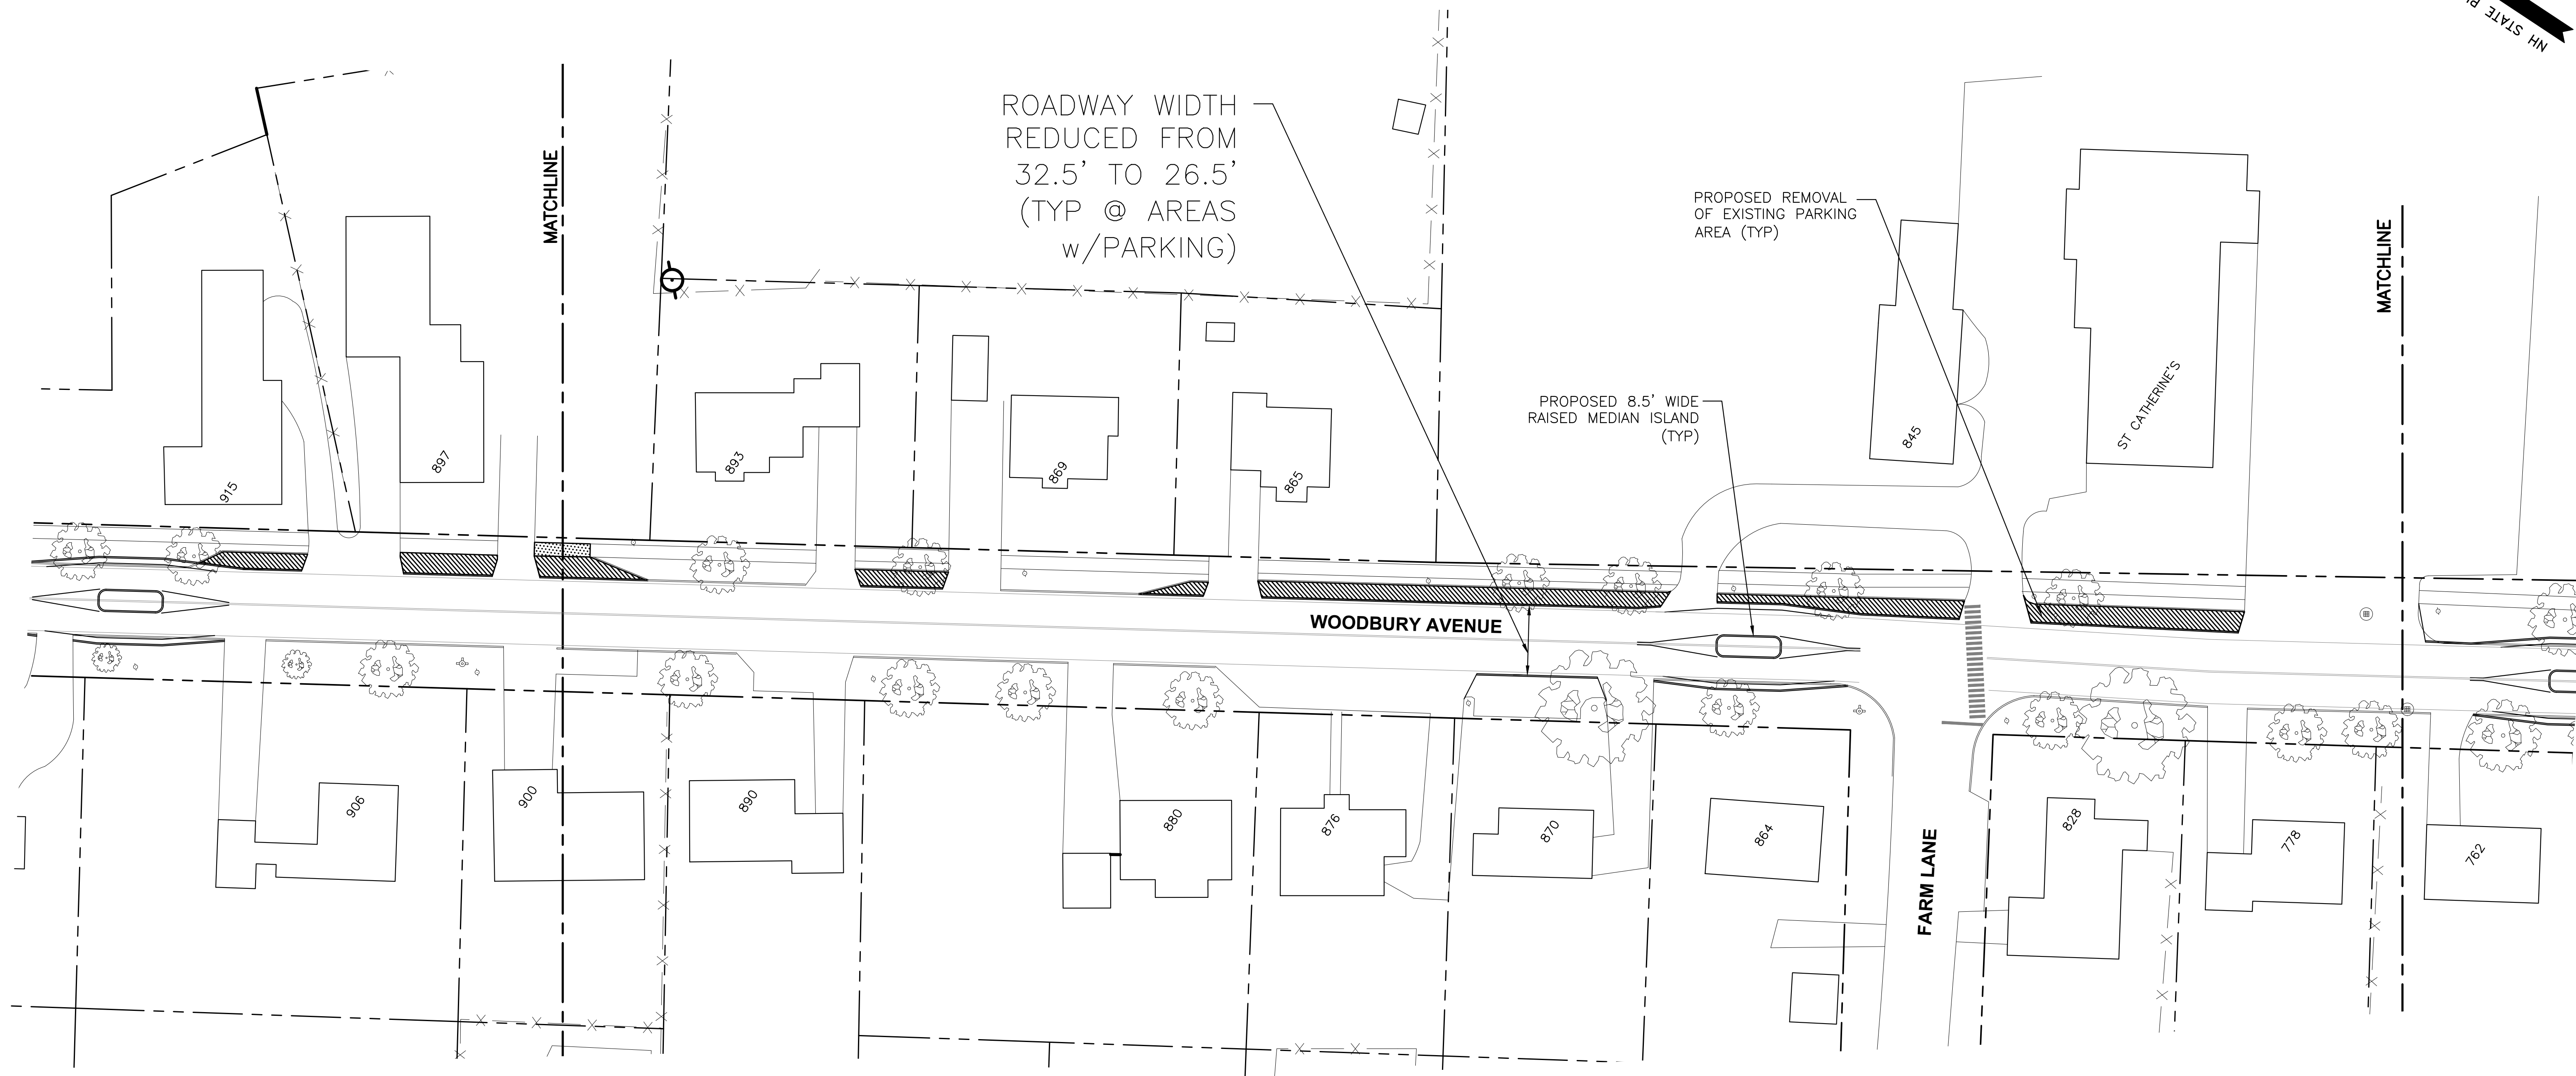 NH STATE
MATCHLINE
ROADWAY WIDTH
REDUCED FROM
32.5' TO 26.5'
(TYP @ AREAS
w/PARKING)
PROPOSED REMOVAL
OF EXISTING PARKING
AREA (TYP)
MATCHLINE
PROPOSED 8.5' WIDE
RAISED MEDIAN ISLAND
(TYP)
915
897
893
869
865
845
ST CATHERINE'S
WOODBURY AVENUE
906
900
890
880
876
870
864
FARM LANE
828
778
762